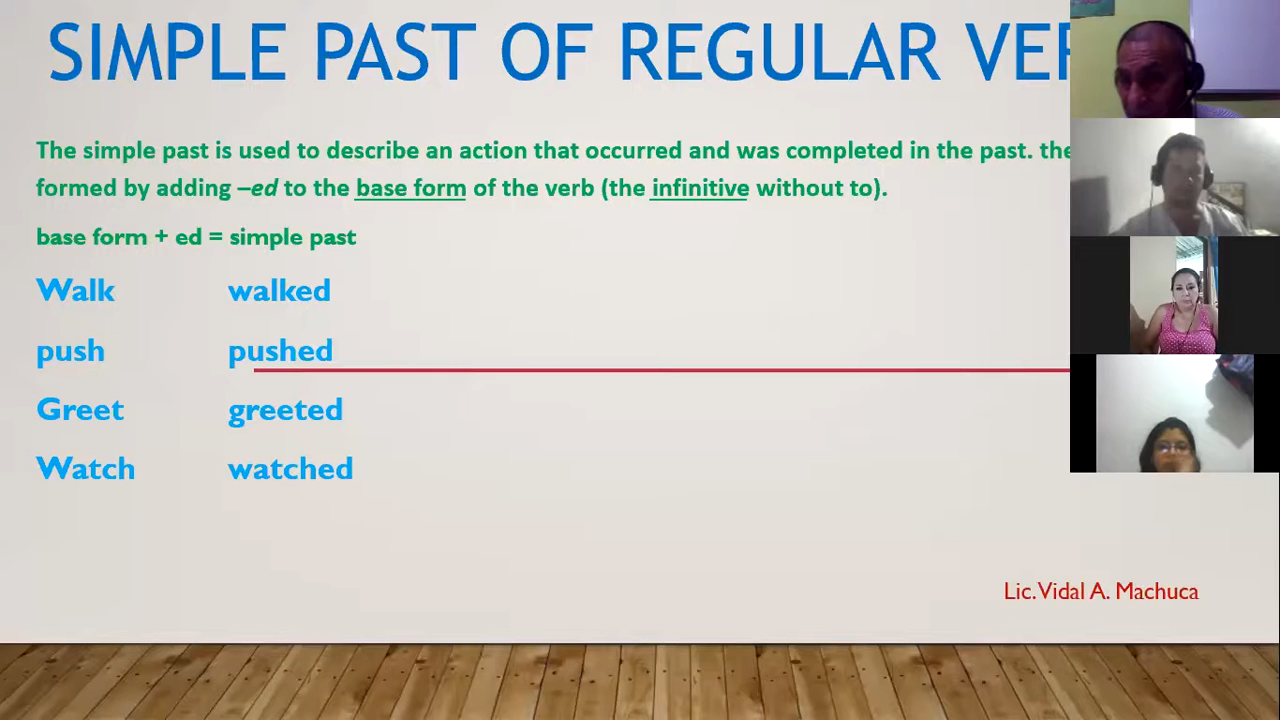 SIMPLE PAST OF REGULAR
The simple past is used to describe an action that occurred and was completed in the past. the
formed by adding –ed to the base form of the verb (the infinitive without to).
base form + ed = simple past
Walk walked
push pushed
Greet greeted
Watch watched
Lic. Vidal A. Machuca